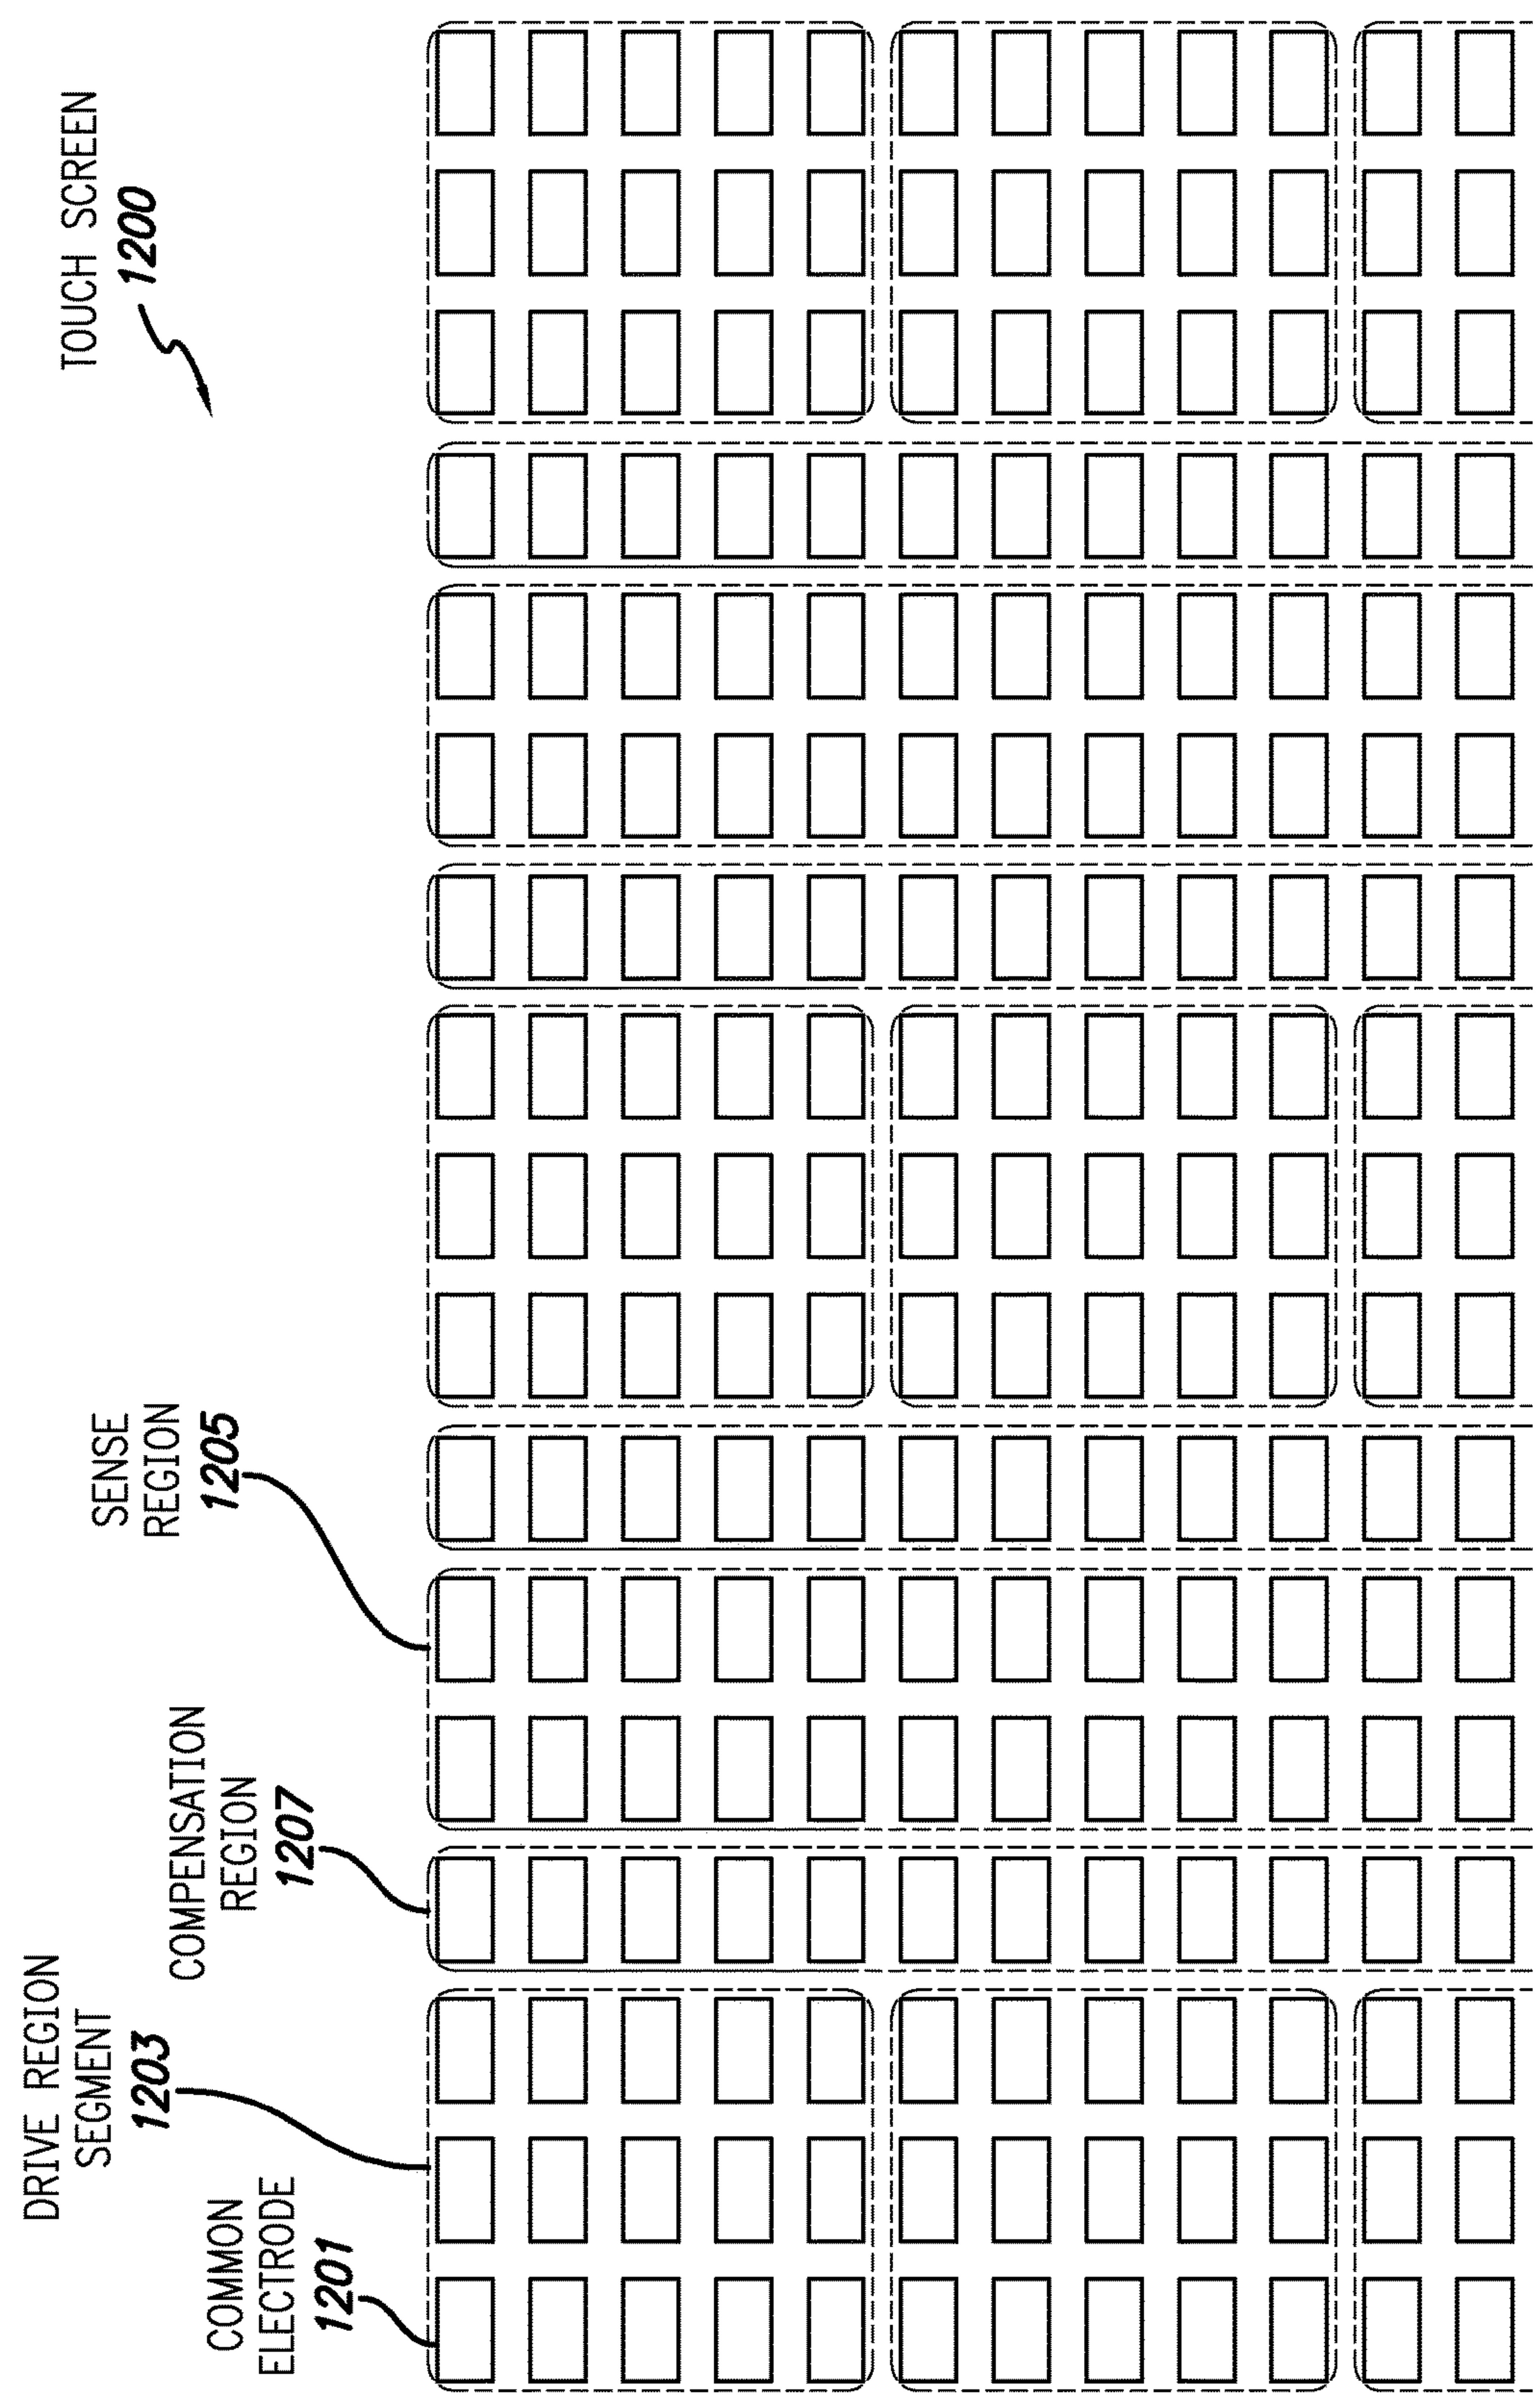 TOUCH SCREEN
1200
SENSE
REGION
1205
COMPENSATION
REGION
1207
DRIVE REGION
SEGMENT
1203
COMMON
ELECTRODE
1201